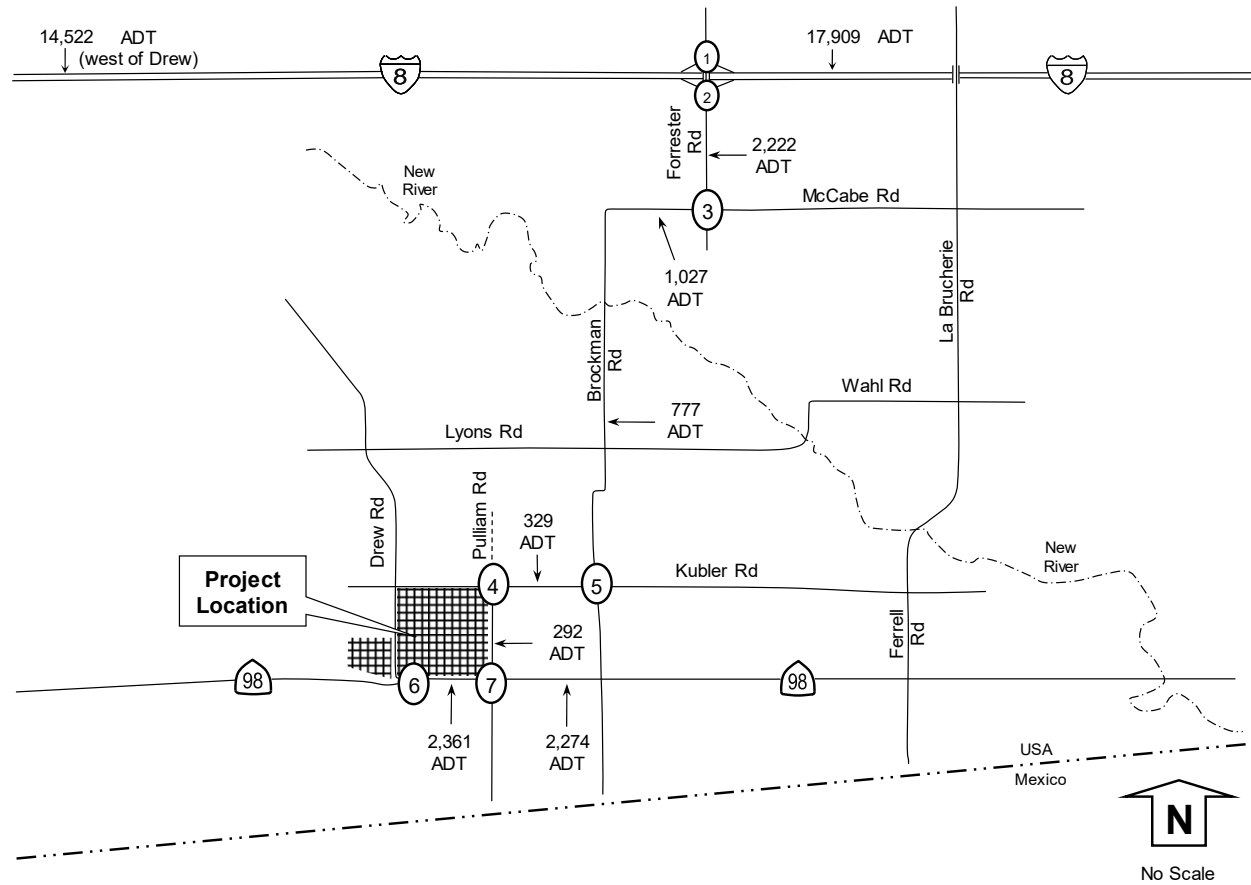 14,522 ADT
(west of Drew)
17,909 ADT
8
8
1
2
Forrester
Rd
2,222
ADT
New
River
3
McCabe Rd
1,027
ADT
La Brucherie
Rd
Brockman
Rd
Wahl Rd
777
ADT
Lyons Rd
Drew Rd
Pulliam Rd
329
ADT
Project
Location
4
5
Kubler Rd
New
River
292
ADT
Ferrell
Rd
98
6
7
98
2,361
ADT
2,274
ADT
USA
Mexico
N
No Scale